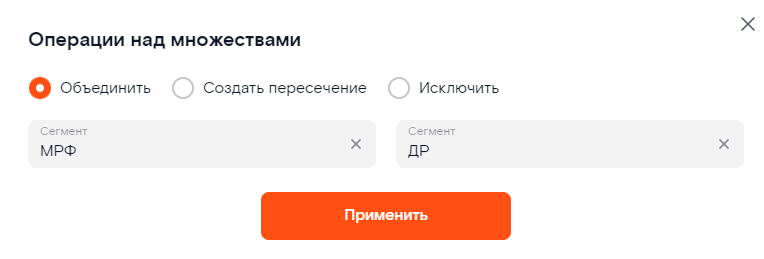 Операции над множествами
Объединить Создать пересечение Исключить
Сегмент Сегмент
МРФ ДР
Применить